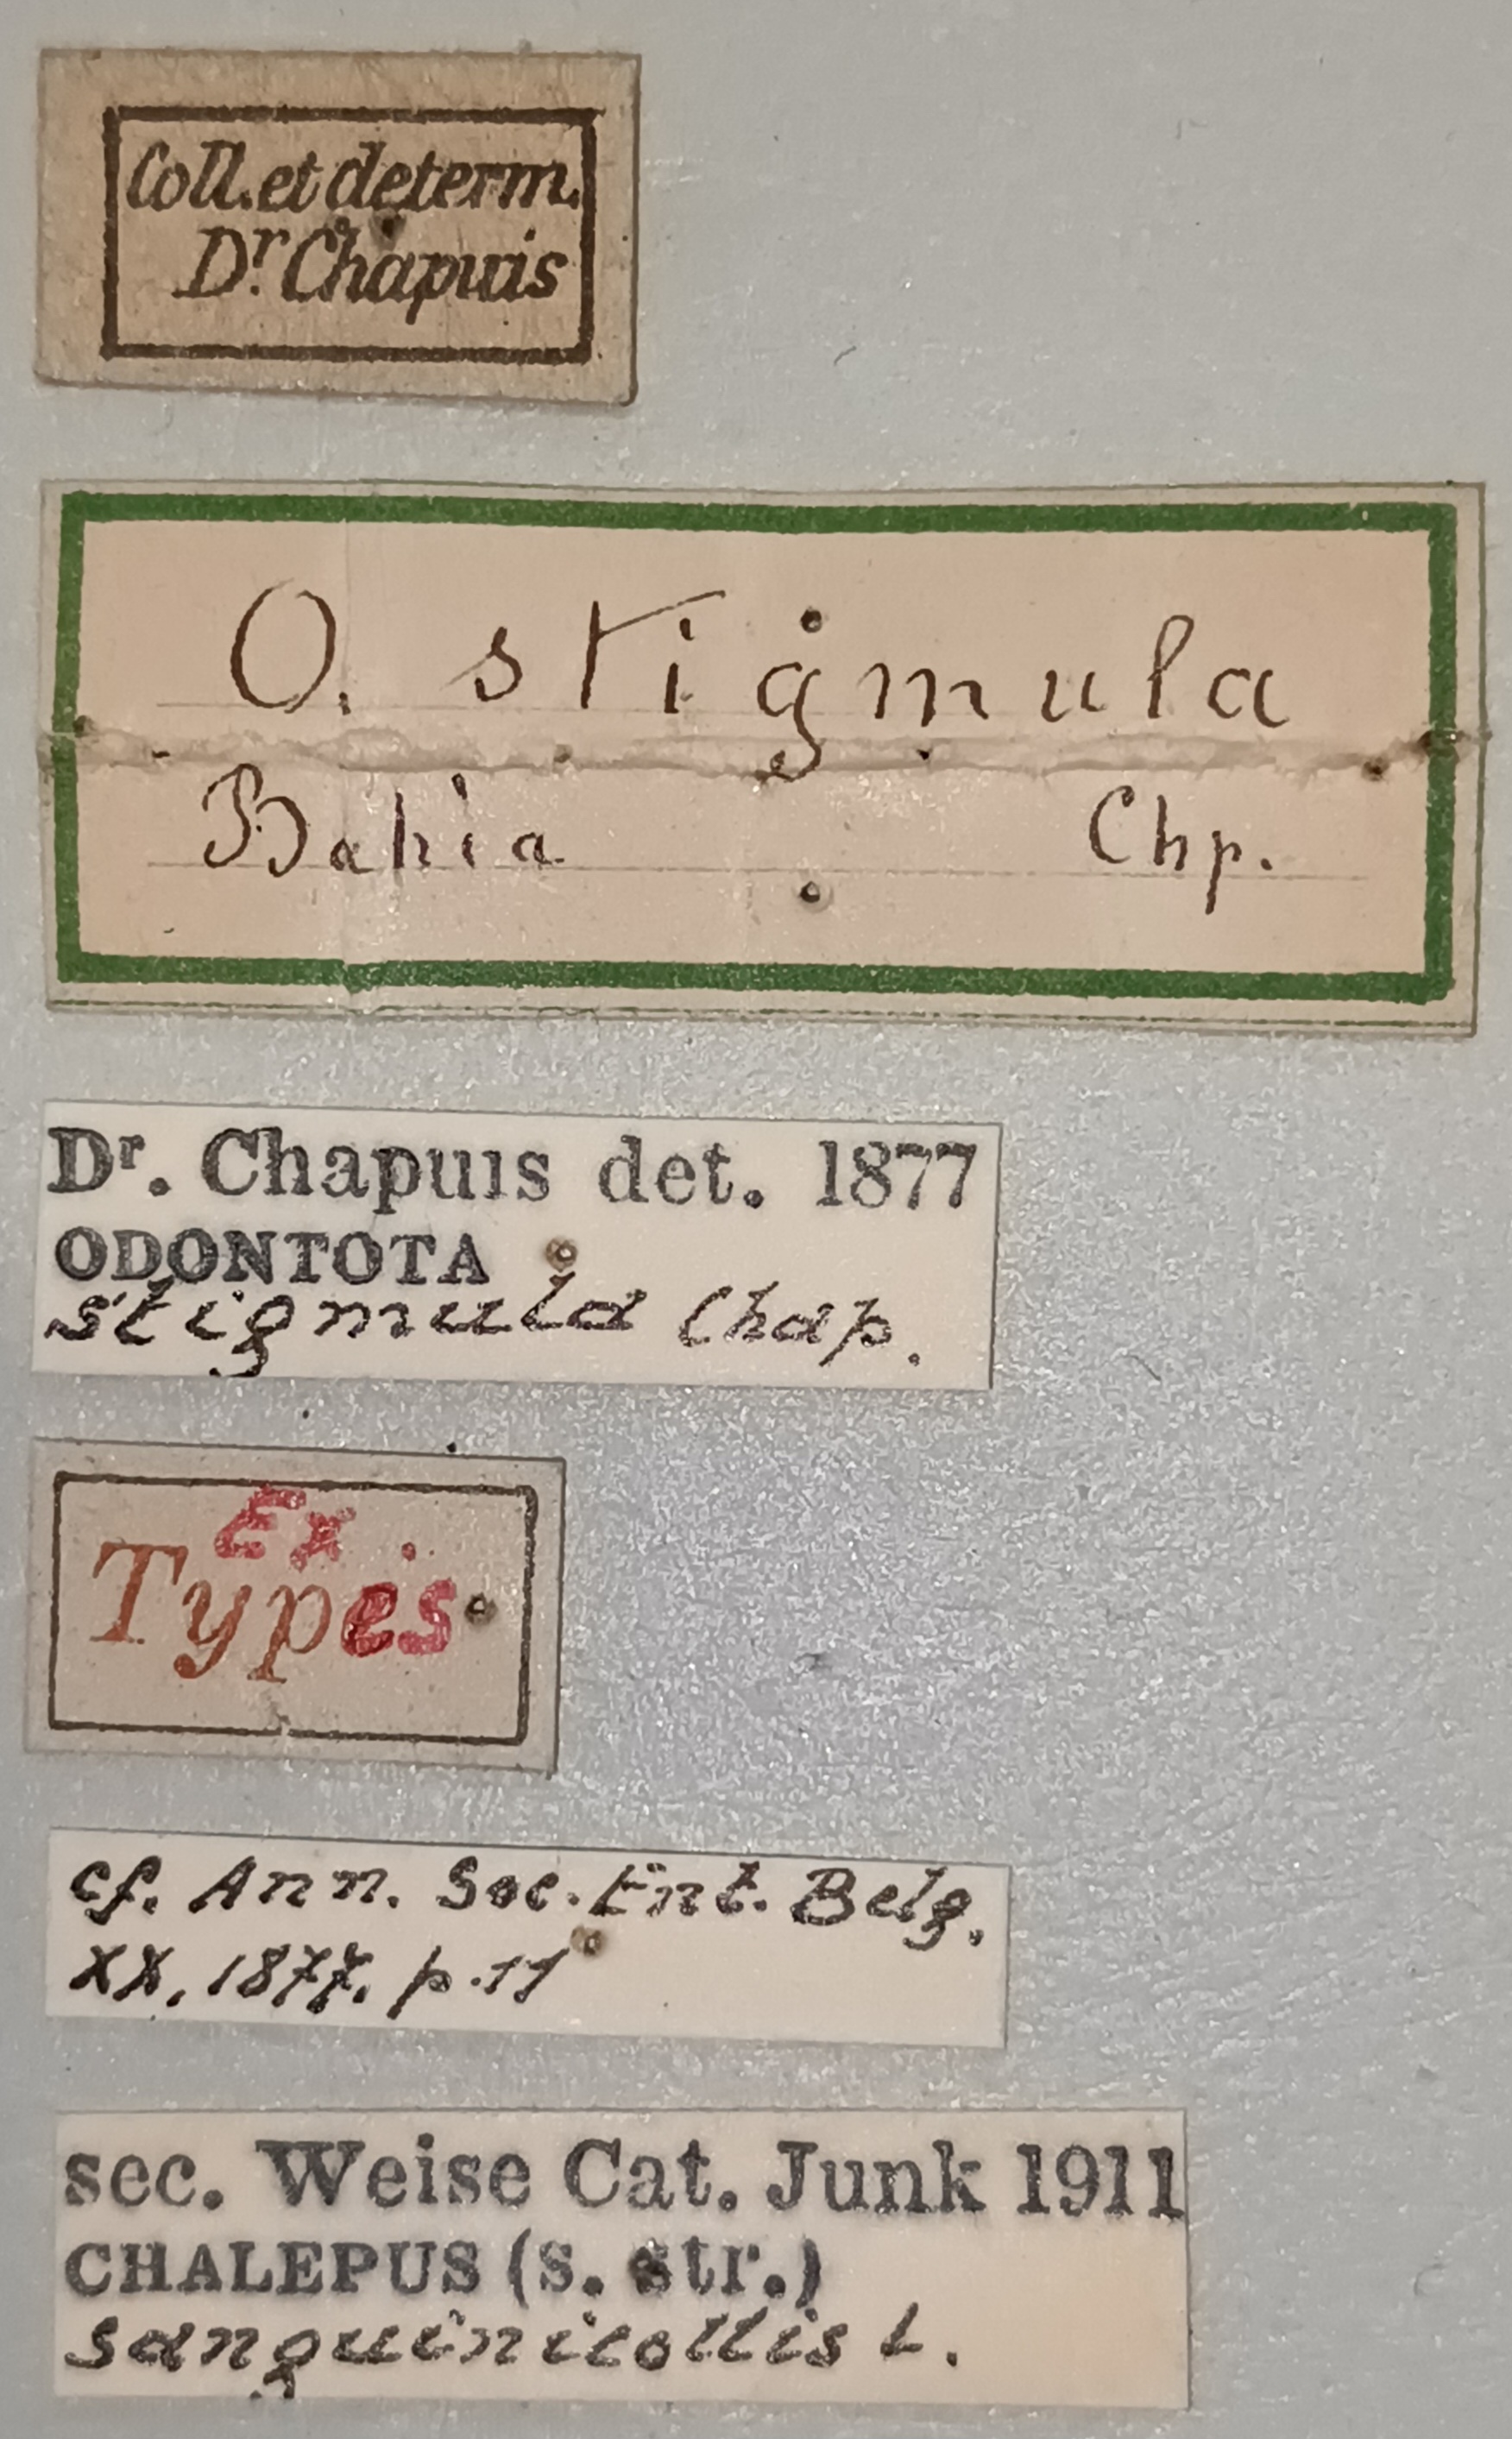 Coll. et determ.
Dr. Chapuis
O. stigmula
Bahia Chp.
Dr. Chapuis det. 1877
ODONTOTA
stigmula Chap.
Ex
Types
cf. Ann. Soc. Ent. Belg.
XX, 1877, p. 11
sec. Weise Cat. Junk 1911
CHALEPUS (s. str.)
sanguinicollis L.